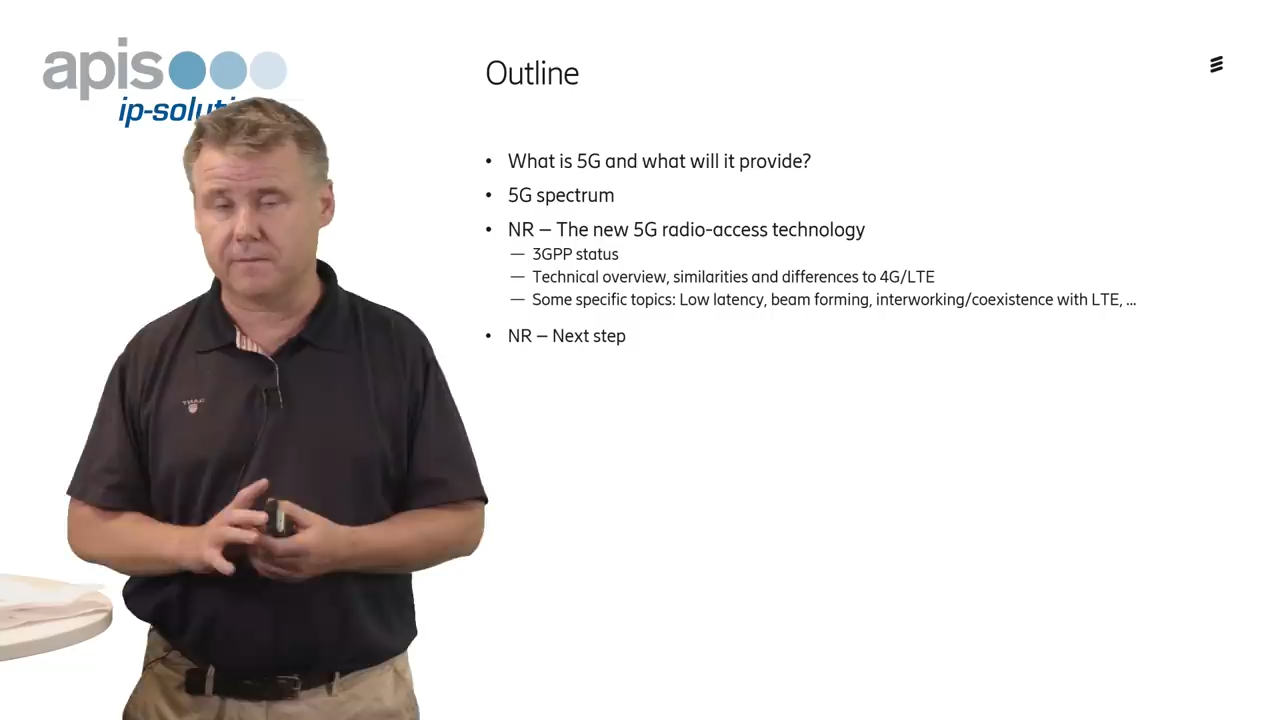 apis
Outline
• What is 5G and what will it provide?
• 5G spectrum
• NR – The new 5G radio-access technology
— 3GPP status
— Technical overview, similarities and differences to 4G/LTE
— Some specific topics: Low latency, beam forming, interworking/coexistence with LTE, ...
• NR – Next step